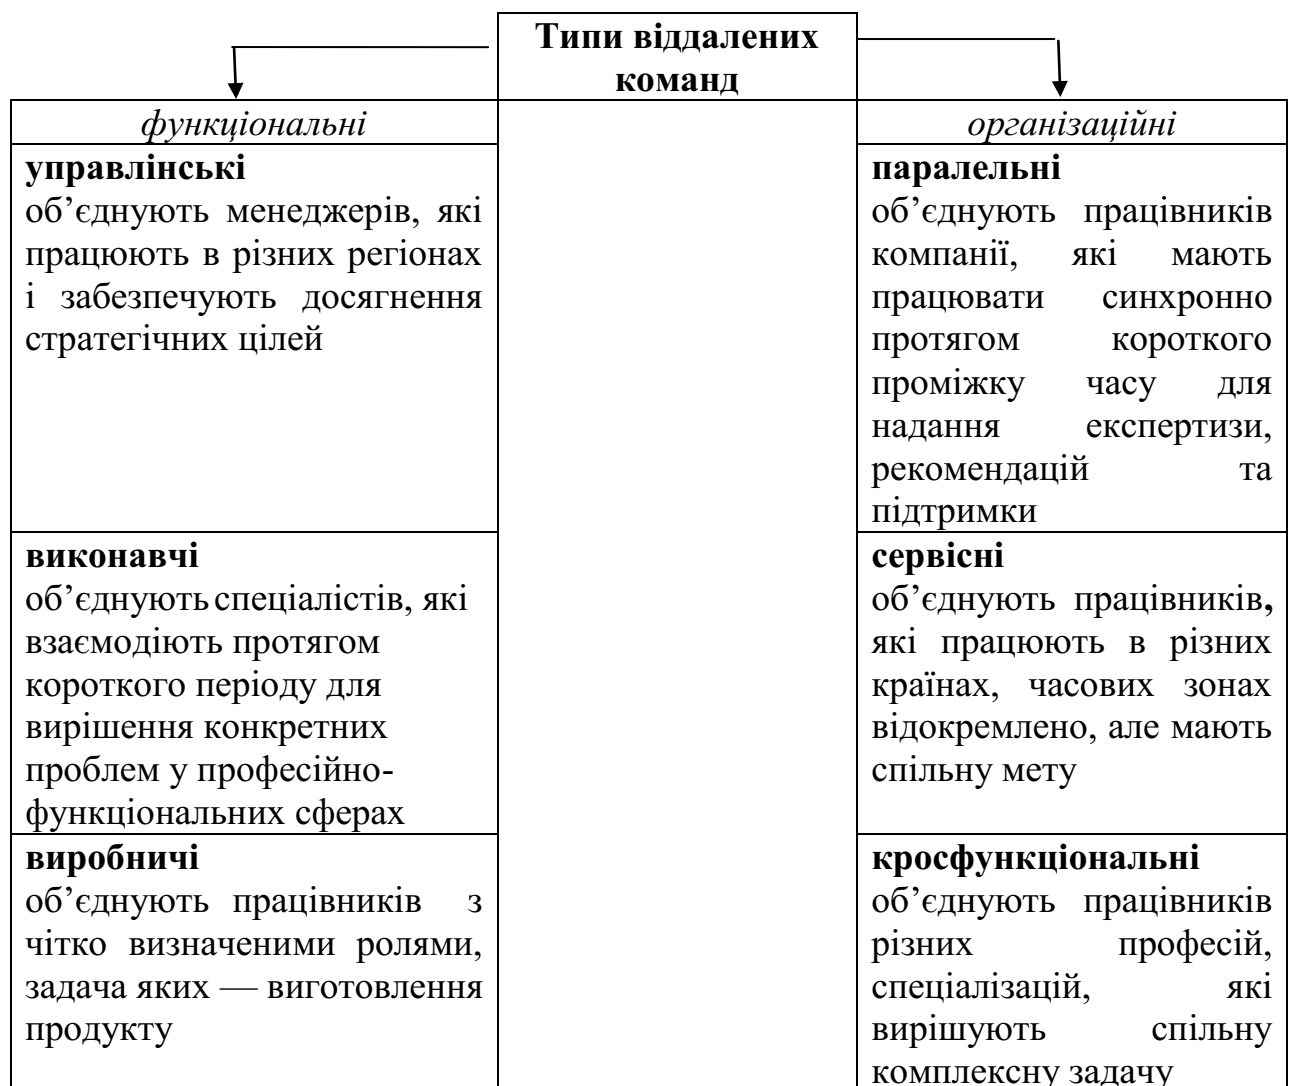 Типи віддалених
команд
функціональні
організаційні
управлінські
об’єднують менеджерів, які
працюють в різних регіонах
і забезпечують досягнення
стратегічних цілей
паралельні
об’єднують працівників
компанії, які мають
працювати синхронно
протягом короткого
проміжку часу для
надання експертизи,
рекомендацій та
підтримки
виконавчі
об’єднують спеціалістів, які
взаємодіють протягом
короткого періоду для
вирішення конкретних
проблем у професійно-
функціональних сферах
сервісні
об’єднують працівників,
які працюють в різних
країнах, часових зонах
відокремлено, але мають
спільну мету
виробничі
об’єднують працівників з
чітко визначеними ролями,
задача яких — виготовлення
продукту
кросфункціональні
об’єднують працівників
різних професій,
спеціалізацій, які
вирішують спільну
комплексну задачу